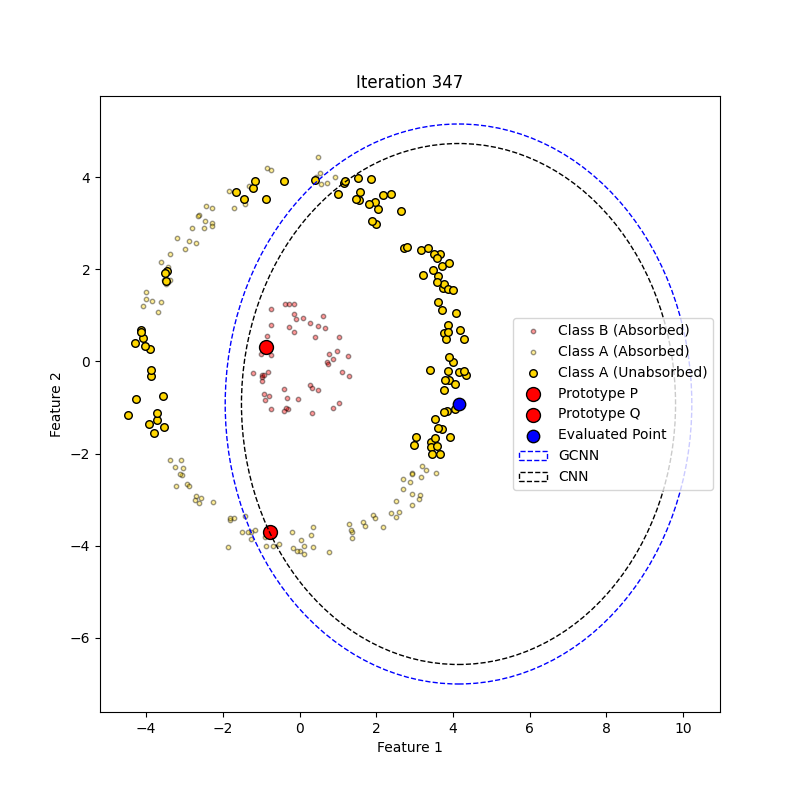 Iteration 347
4
2
0
−2
−4
−6
Feature 2
Class B (Absorbed)
Class A (Absorbed)
Class A (Unabsorbed)
Prototype P
Prototype Q
Evaluated Point
GCNN
CNN
−4
−2
0
2
4
6
8
10
Feature 1